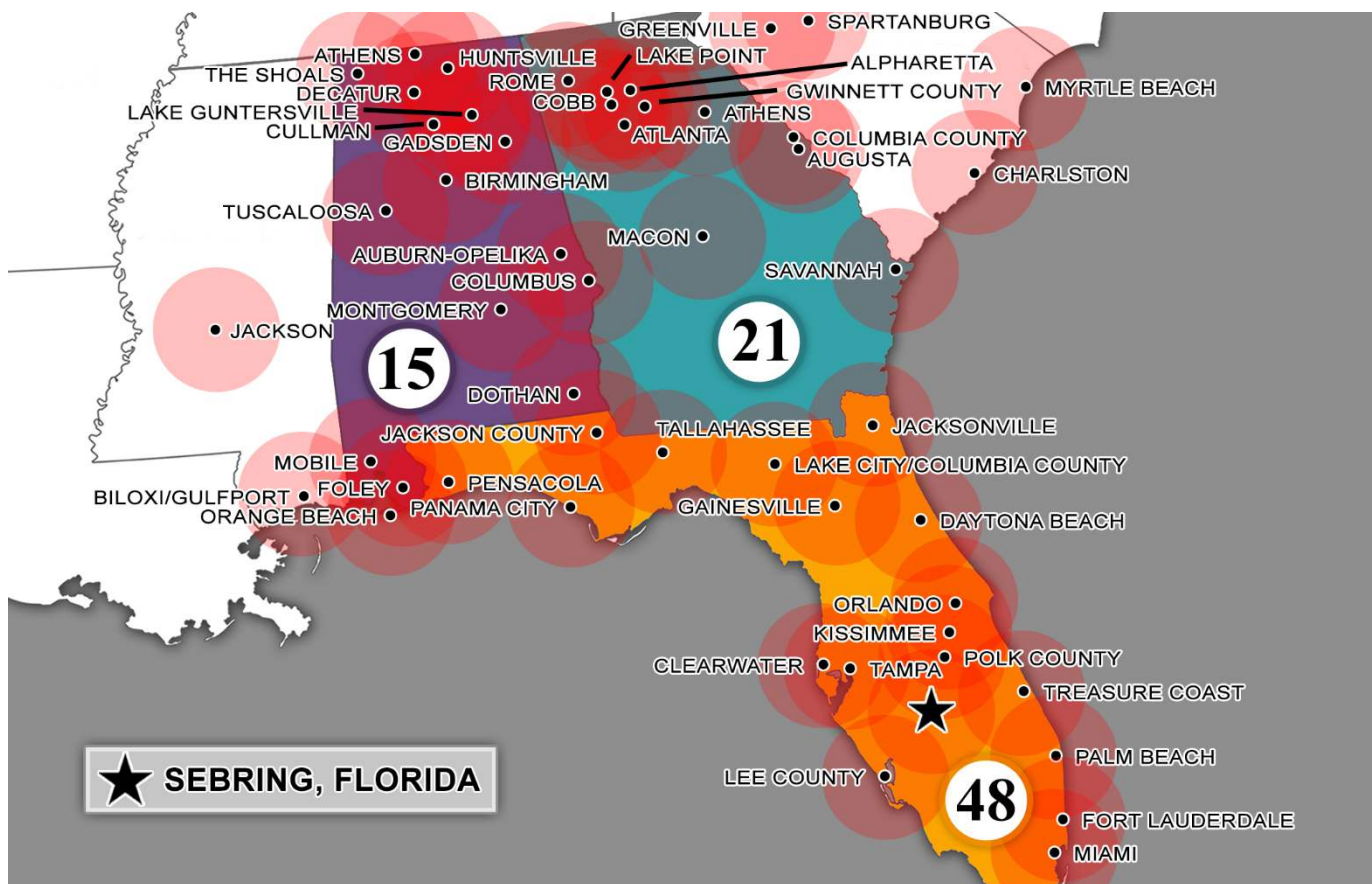 SPARTANBURG
GREENVILLE
LAKE POINT
ATHENS
HUNTSVILLE
ALPHARETTA
THE SHOALS
ROME
DECATUR
COBB
GWINNETT COUNTY
MYRTLE BEACH
LAKE GUNTERSVILLE
ATHENS
CULLMAN
ATLANTA
GADSDEN
COLUMBIA COUNTY
AUGUSTA
BIRMINGHAM
CHARLSTON
TUSCALOOSA
MACON
AUBURN-OPELIKA
SAVANNAH
COLUMBUS
MONTGOMERY
JACKSON
21
15
DOTHAN
JACKSON COUNTY
TALLAHASSEE
JACKSONVILLE
MOBILE
LAKE CITY/COLUMBIA COUNTY
PENSACOLA
FOLEY
BILOXI/GULFPORT
PANAMA CITY
GAINESVILLE
ORANGE BEACH
DAYTONA BEACH
ORLANDO
KISSIMMEE
POLK COUNTY
CLEARWATER
TAMPA
TREASURE COAST
PALM BEACH
LEE COUNTY
SEBRING, FLORIDA
48
FORT LAUDERDALE
MIAMI